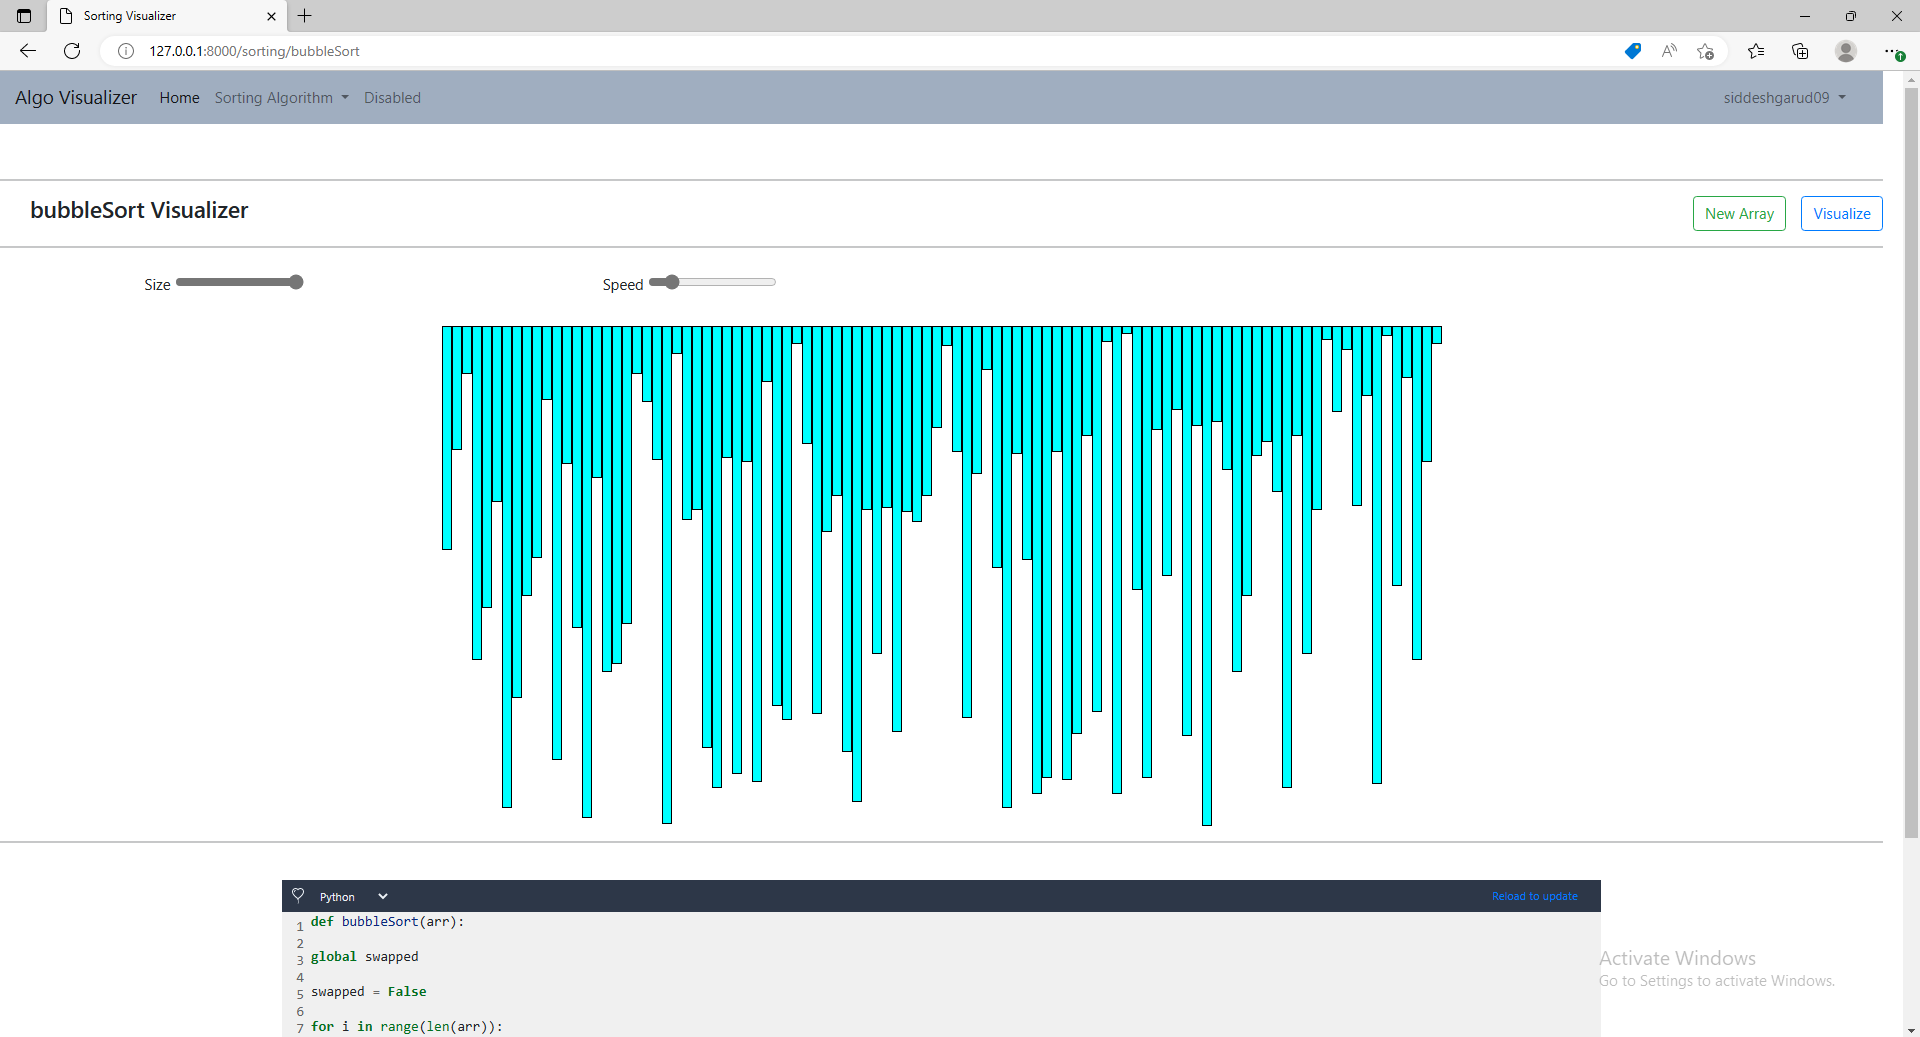 Sorting Visualizer
127.0.0.1:8000/sorting/bubbleSort
Algo Visualizer Home Sorting Algorithm Disabled siddeshgarud09
bubbleSort Visualizer New Array Visualize
Size Speed
Python Reload to update
1 def bubbleSort(arr):
2
3 global swapped
4
5 swapped = False
6
7 for i in range(len(arr)):
Activate Windows
Go to Settings to activate Windows.